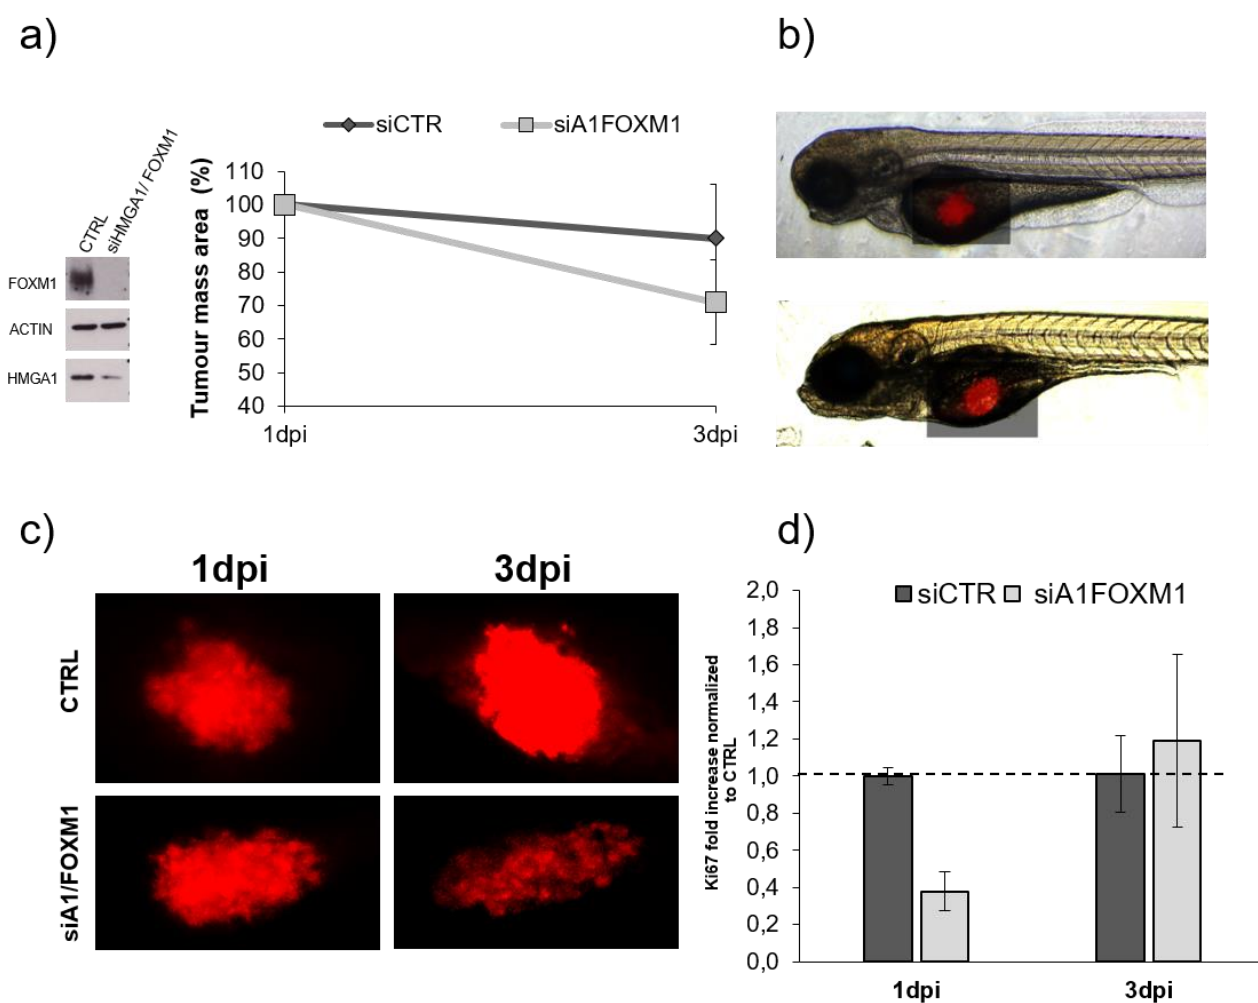 a)
siCTR
siA1FOXM1
CTRL
siHMGA1/ FOXM1
FOXM1
ACTIN
HMGA1
Tumour mass area (%)
110
100
90
80
70
60
50
40
1dpi
3dpi
b)
c)
1dpi
3dpi
CTRL
siA1/FOXM1
d)
siCTR
siA1FOXM1
Ki67 fold increase normalized
to CTRL
2,0
1,8
1,6
1,4
1,2
1,0
0,8
0,6
0,4
0,2
0,0
1dpi
3dpi